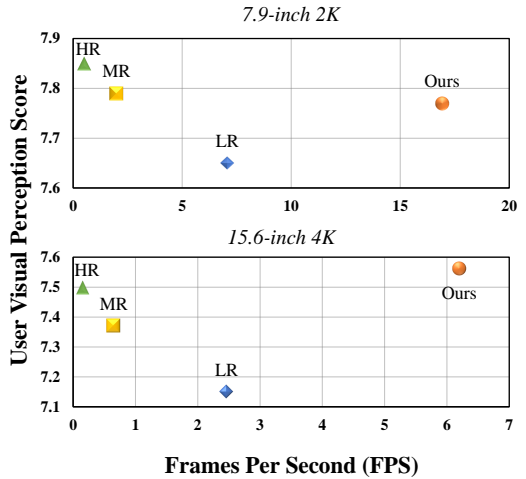 7.9-inch 2K
7.9
HR
MR
7.8
Ours
7.7
LR
7.6
0 5 10 15 20
15.6-inch 4K
7.6
HR
7.5
Ours
MR
7.4
7.3
LR
7.2
7.1
0 1 2 3 4 5 6 7
User Visual Perception Score
Frames Per Second (FPS)